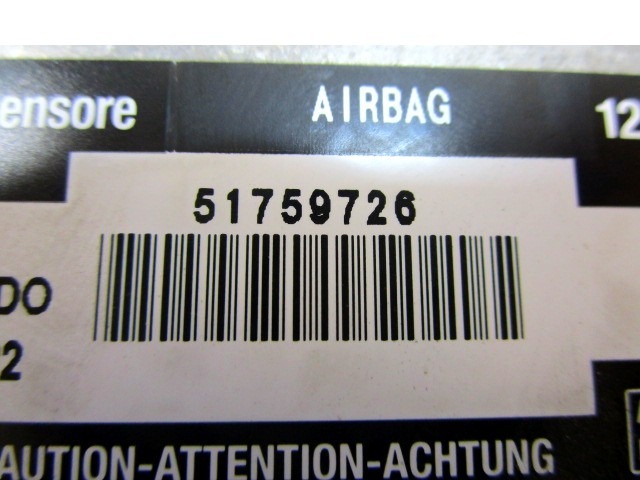 ensore AIRBAG 12
51759726
DO
2
AUTION-ATTENTION-ACHTUNG